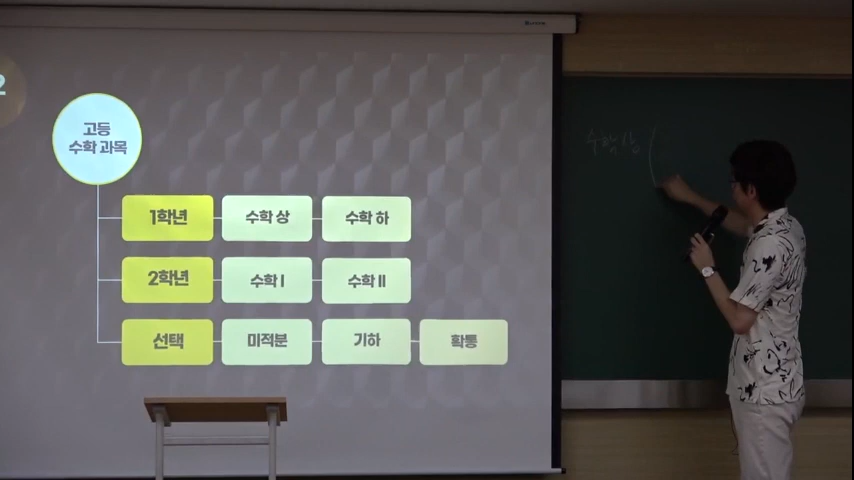 2
고등
수학 과목
1학년 수학 상 수학 하
2학년 수학 I 수학 II
선택 미적분 기하 확통
수학 상 (